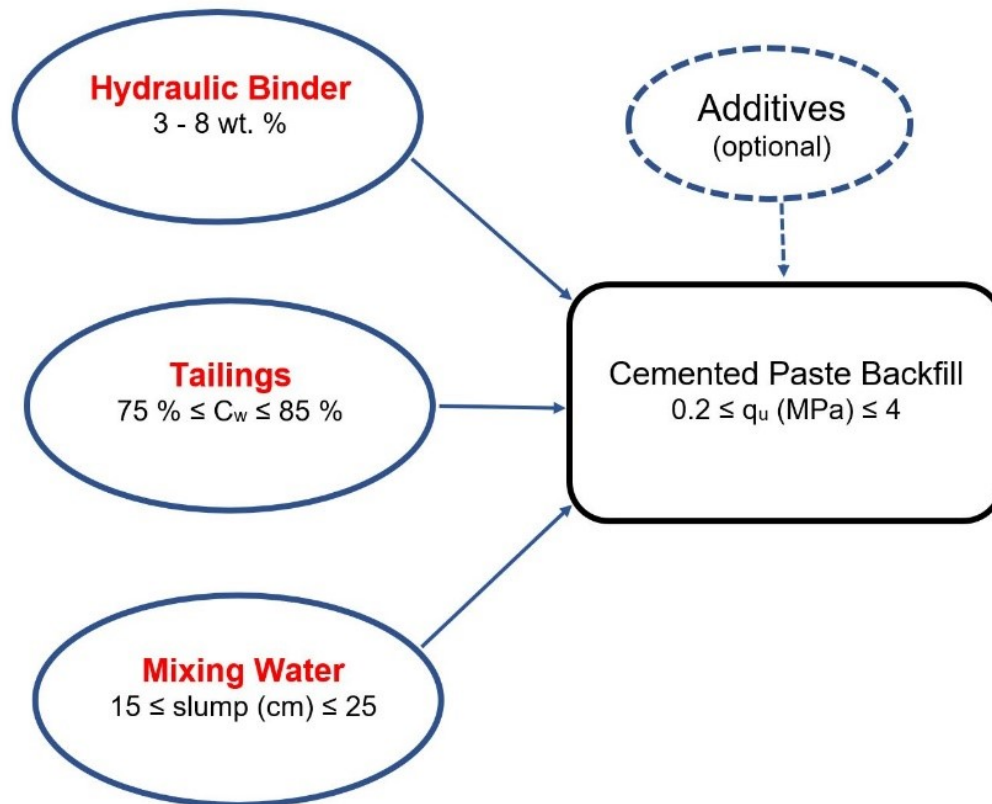 Hydraulic Binder
3 - 8 wt. %
Additives
(optional)
Tailings
75 % ≤ Cw ≤ 85 %
Cemented Paste Backfill
0.2 ≤ qu (MPa) ≤ 4
Mixing Water
15 ≤ slump (cm) ≤ 25